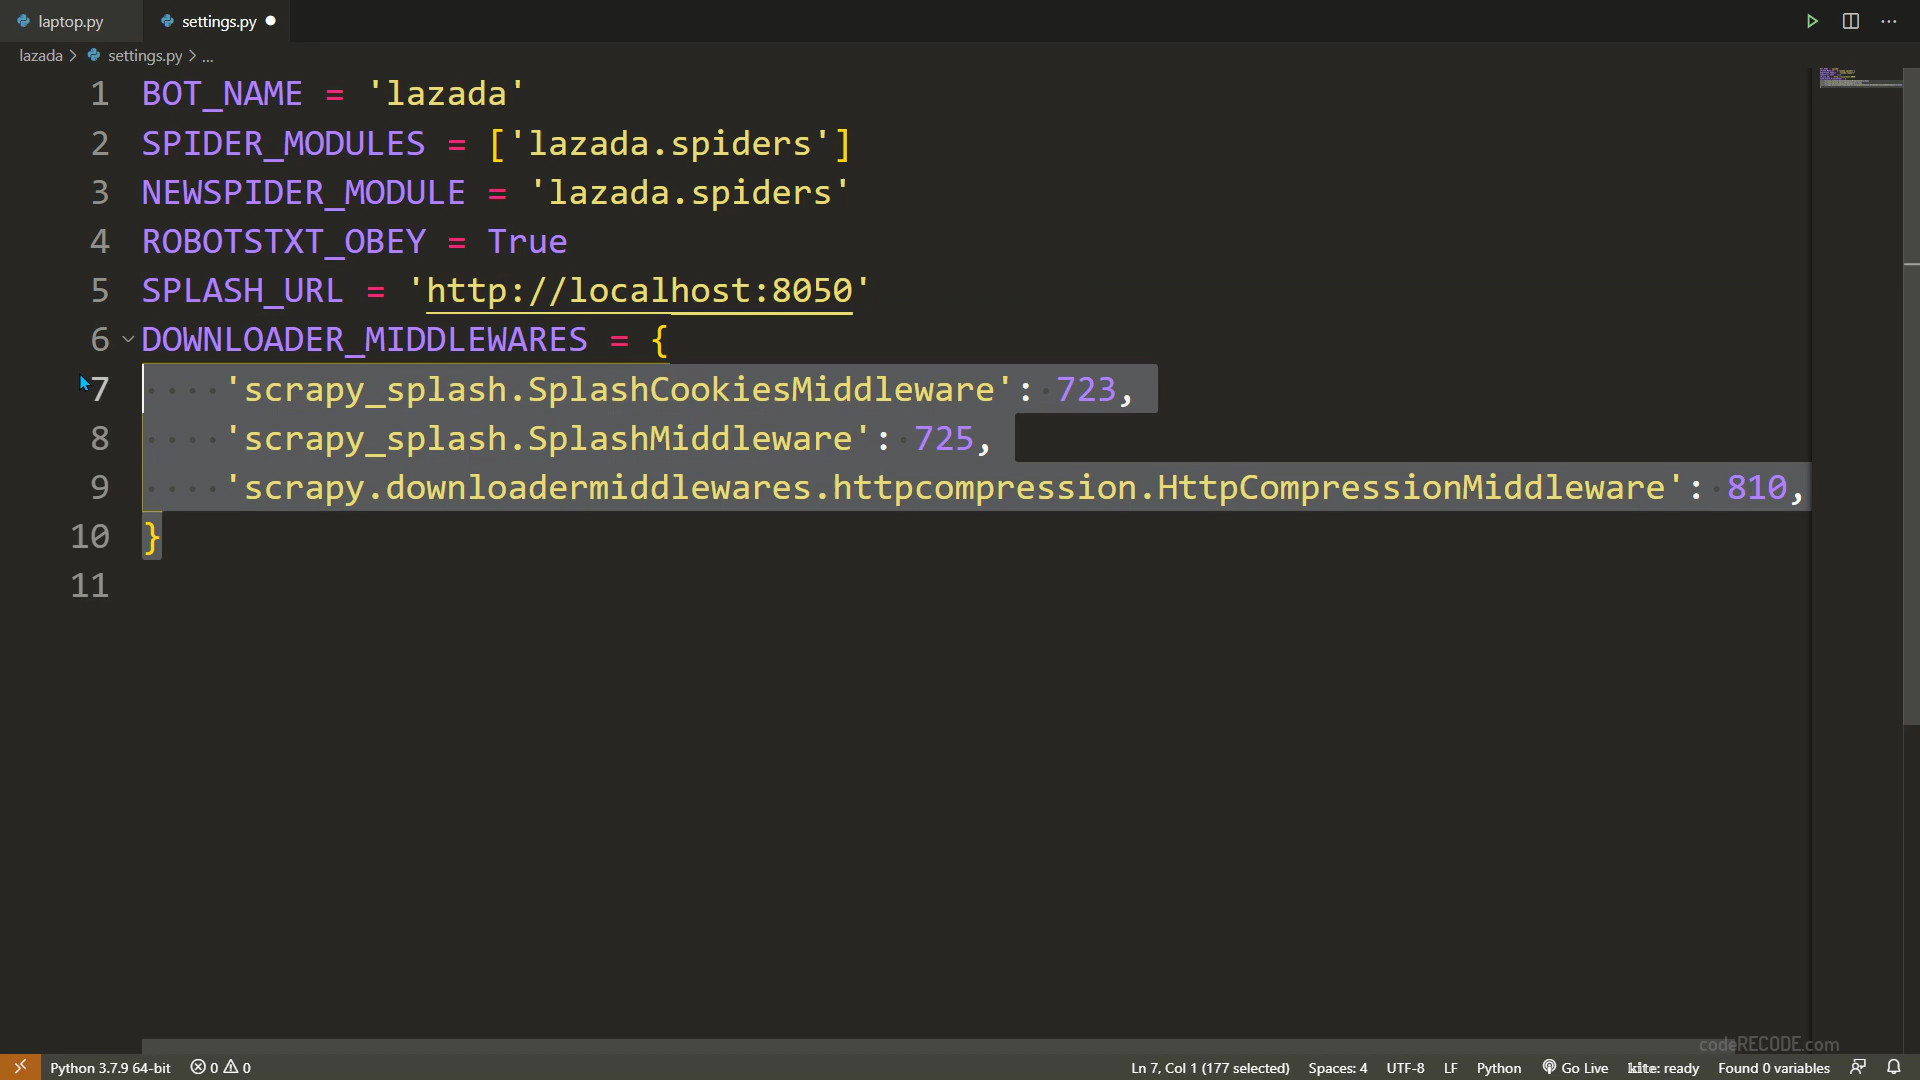 laptop.py settings.py
lazada > settings.py > ...
1 BOT_NAME = 'lazada'
2 SPIDER_MODULES = ['lazada.spiders']
3 NEWSPIDER_MODULE = 'lazada.spiders'
4 ROBOTSTXT_OBEY = True
5 SPLASH_URL = 'http://localhost:8050'
6 DOWNLOADER_MIDDLEWARES = {
7 'scrapy_splash.SplashCookiesMiddleware': 723,
8 'scrapy_splash.SplashMiddleware': 725,
9 'scrapy.downloadermiddlewares.httpcompression.HttpCompressionMiddleware': 810,
10 }
11
codeRECODE.com
Python 3.7.9 64-bit 0 0 Ln 7, Col 1 (177 selected) Spaces: 4 UTF-8 LF Python Go Live kite: ready Found 0 variables